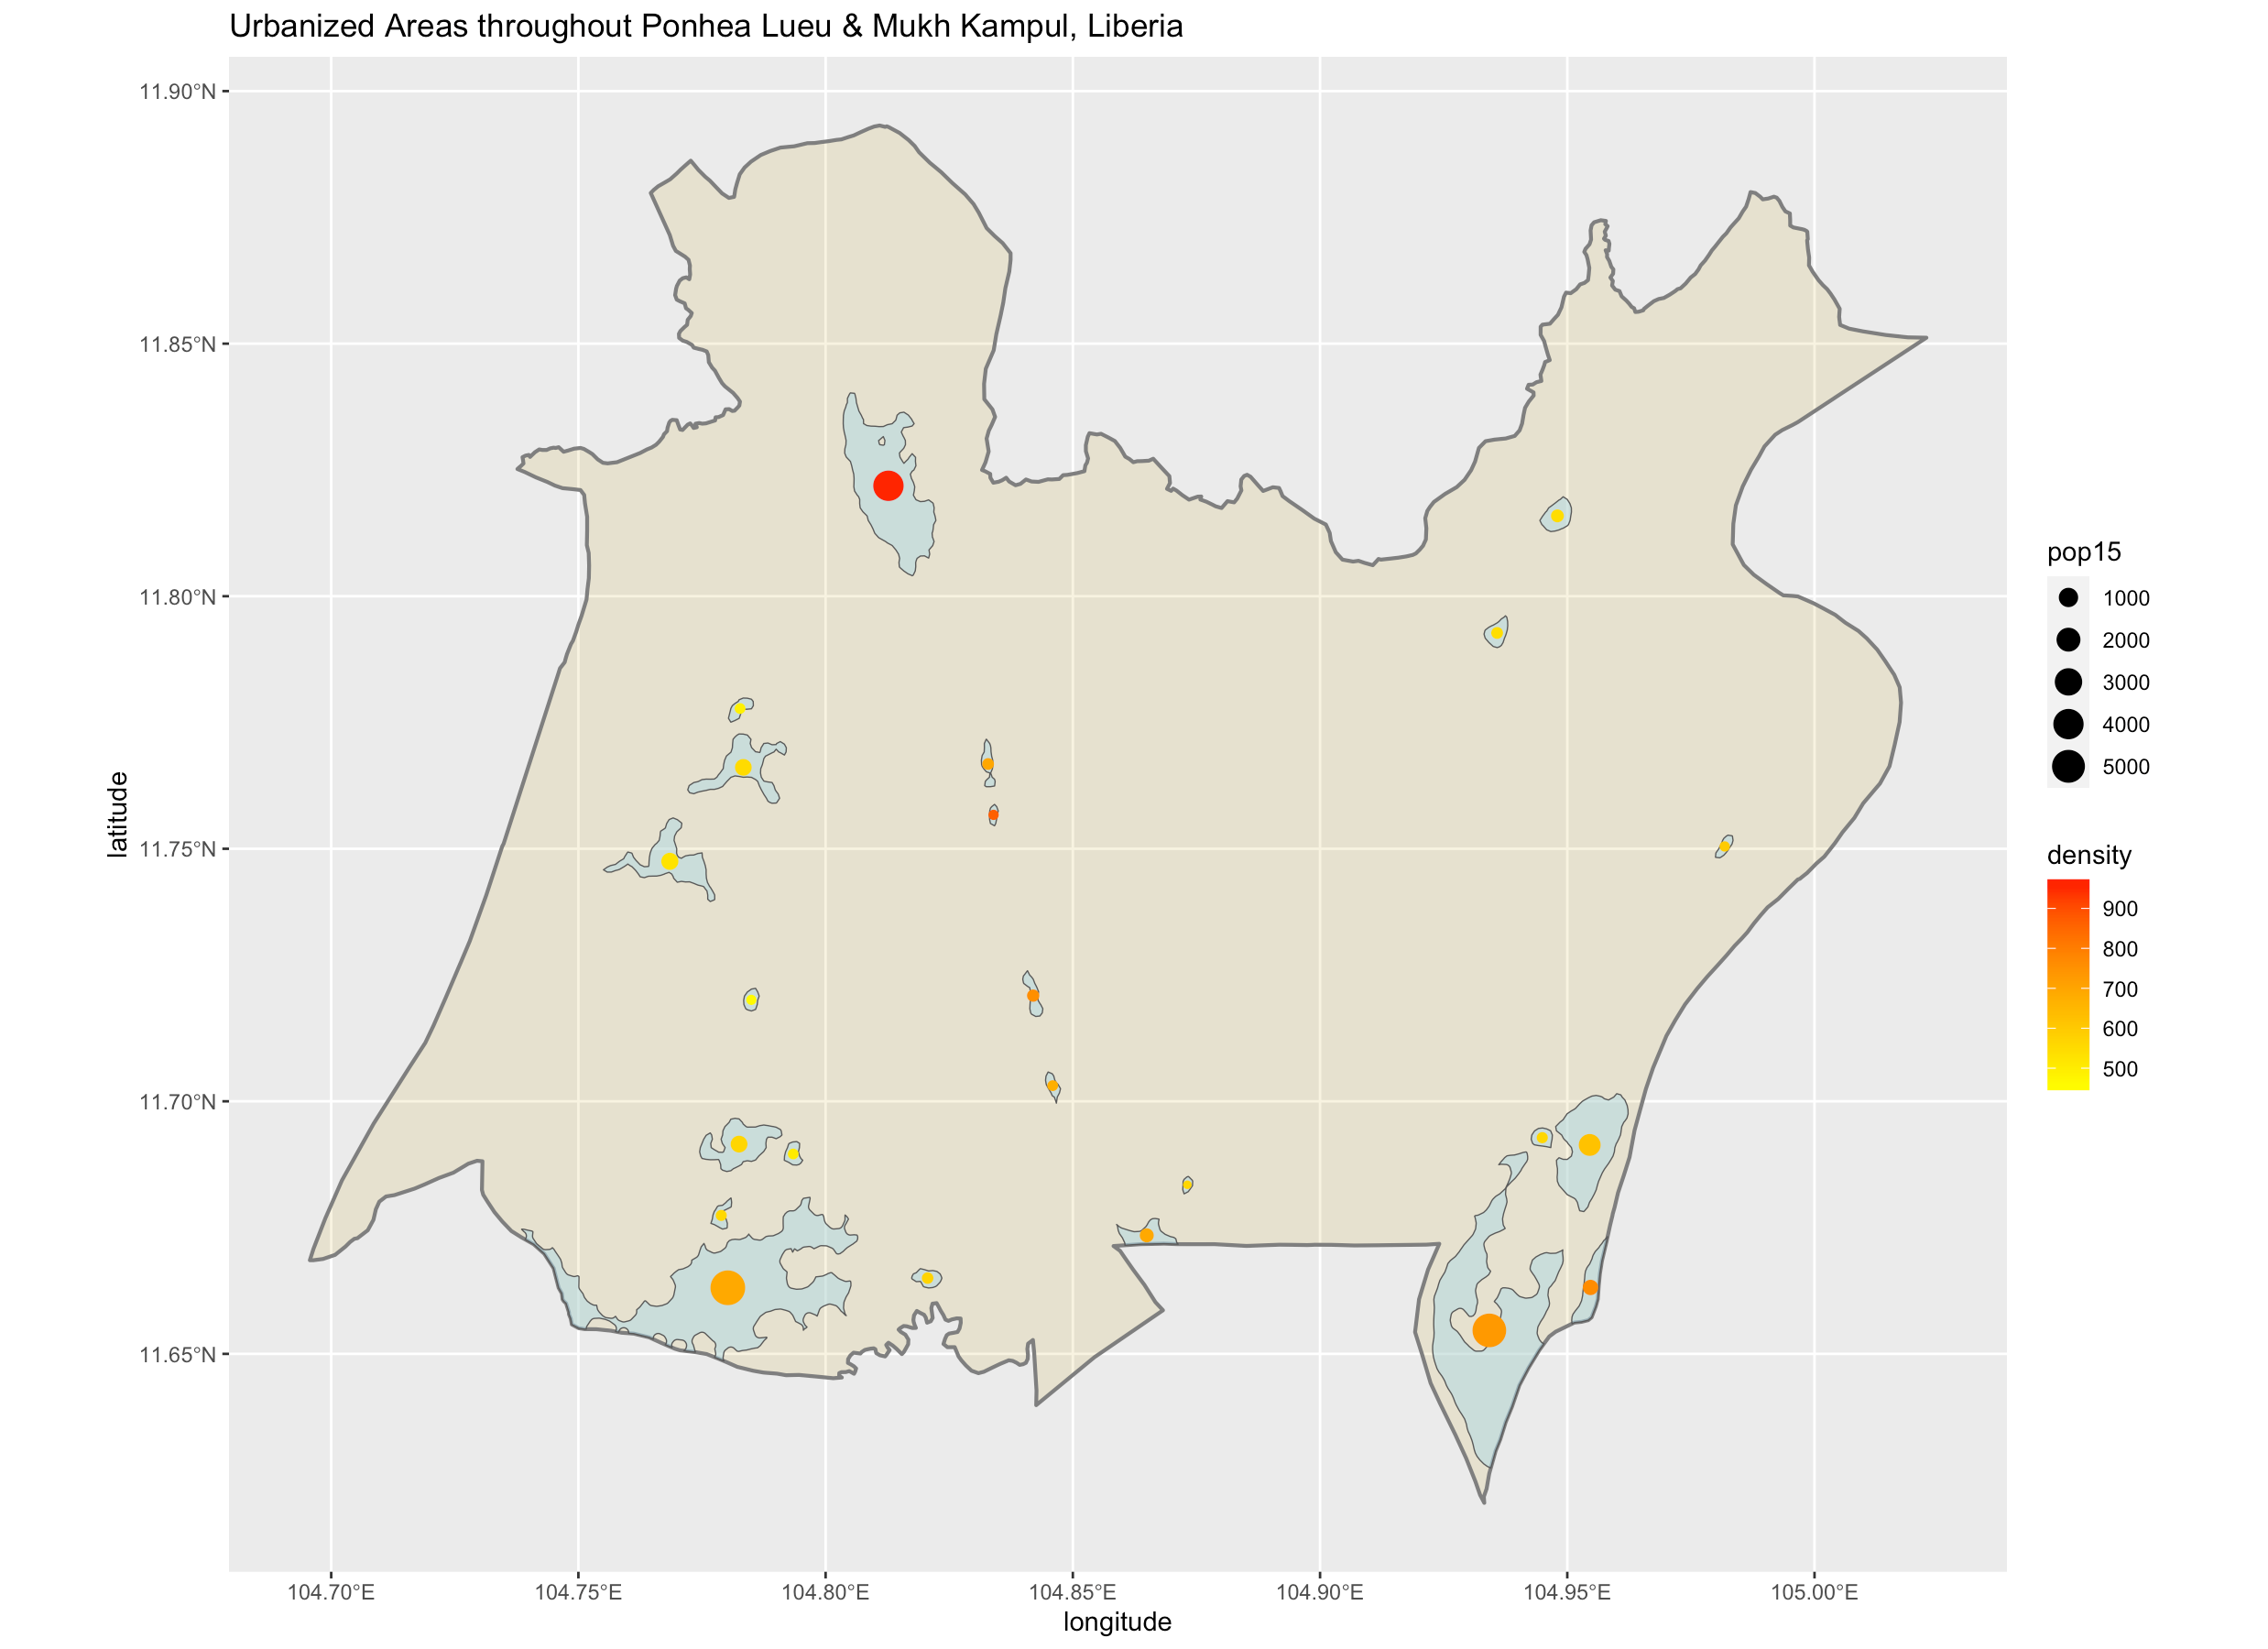 Urbanized Areas throughout Ponhea Lueu & Mukh Kampul, Liberia
11.90°N
11.85°N
11.80°N
11.75°N
11.70°N
11.65°N
latitude
104.70°E
104.75°E
104.80°E
104.85°E
104.90°E
104.95°E
105.00°E
longitude
pop15
1000
2000
3000
4000
5000
density
900
800
700
600
500